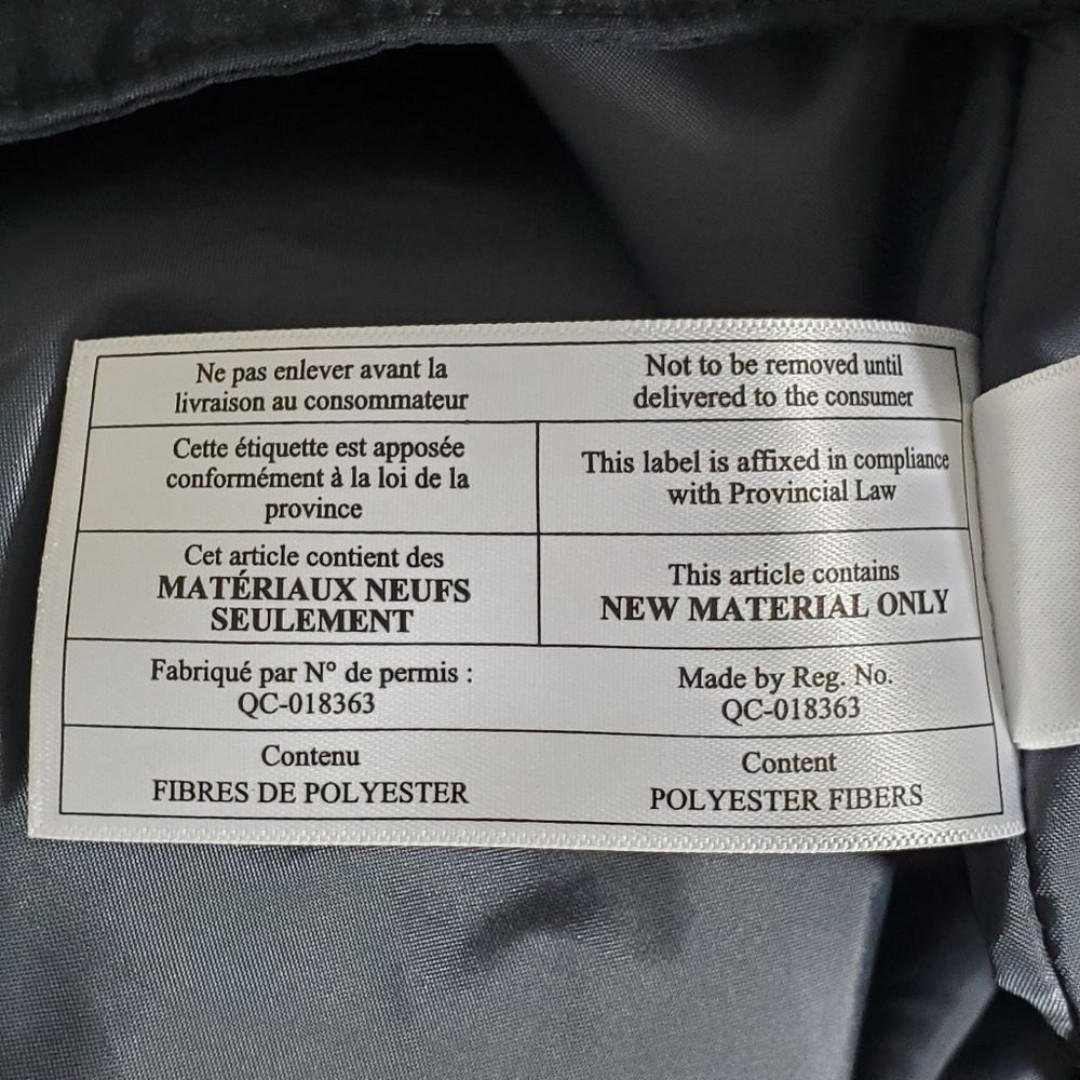 Ne pas enlever avant la
livraison au consommateur
Not to be removed until
delivered to the consumer
Cette étiquette est apposée
conformément à la loi de la
province
This label is affixed in compliance
with Provincial Law
Cet article contient des
MATÉRIAUX NEUFS
SEULEMENT
This article contains
NEW MATERIAL ONLY
Fabriqué par Nº de permis :
QC-018363
Made by Reg. No.
QC-018363
Contenu
FIBRES DE POLYESTER
Content
POLYESTER FIBERS